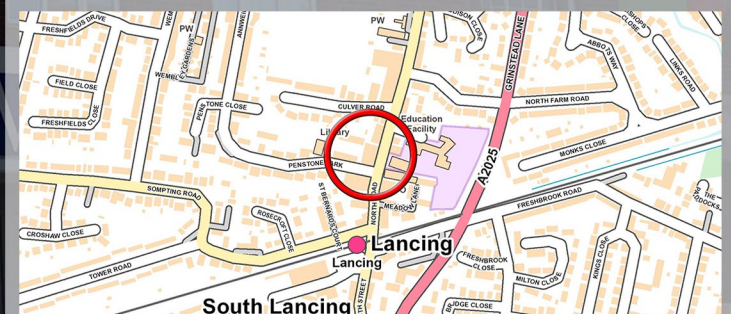 FRESHFIELDS DRIVE
PW
PW
GRINSTEAD LANE
ABBOTS WAY
LINKS ROAD
FIELD CLOSE
FRESHFIELDS CLOSE
CULVER ROAD
NORTH FARM ROAD
Education
Facility
Library
MONKS CLOSE
PENSTONE PARK
A2025
SOMPTING ROAD
ST BERNARDS COURT
NORTH ROAD
FRESHBROOK ROAD
ROSECROFT CLOSE
CROSHAW CLOSE
TOWER ROAD
Lancing
Lancing
FRESHBROOK
CLOSE
MILTON CLOSE
KINGS CLOSE
THE
PADDOCKS
South Lancing